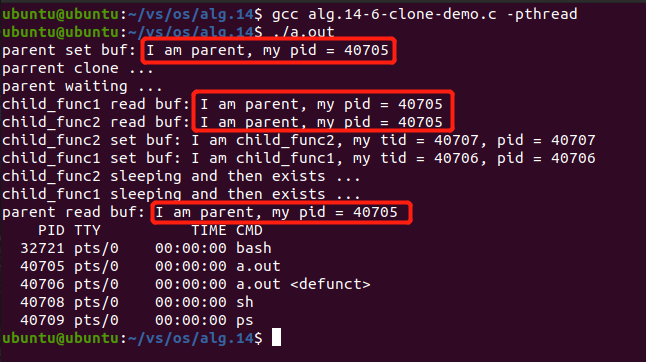 ubuntu@ubuntu:~/vs/os/alg.14$ gcc alg.14-6-clone-demo.c -pthread
ubuntu@ubuntu:~/vs/os/alg.14$ ./a.out
parent set buf: I am parent, my pid = 40705
parrent clone ...
parent waiting ...
child_func1 read buf: I am parent, my pid = 40705
child_func2 read buf: I am parent, my pid = 40705
child_func2 set buf: I am child_func2, my tid = 40707, pid = 40707
child_func1 set buf: I am child_func1, my tid = 40706, pid = 40706
child_func2 sleeping and then exists ...
child_func1 sleeping and then exists ...
parent read buf: I am parent, my pid = 40705
    PID TTY          TIME CMD
  32721 pts/0    00:00:00 bash
  40705 pts/0    00:00:00 a.out
  40706 pts/0    00:00:00 a.out <defunct>
  40708 pts/0    00:00:00 sh
  40709 pts/0    00:00:00 ps
ubuntu@ubuntu:~/vs/os/alg.14$